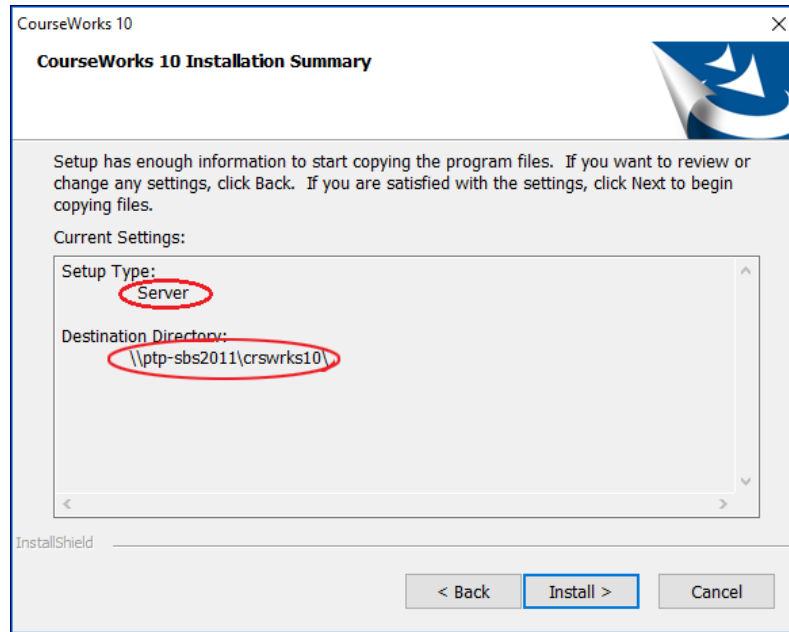 CourseWorks 10
CourseWorks 10 Installation Summary
Setup has enough information to start copying the program files.  If you want to review or
change any settings, click Back.  If you are satisfied with the settings, click Next to begin
copying files.
Current Settings:
Setup Type:
Server
Destination Directory:
\\ptp-sbs2011\crswrks10\
InstallShield
< Back
Install >
Cancel